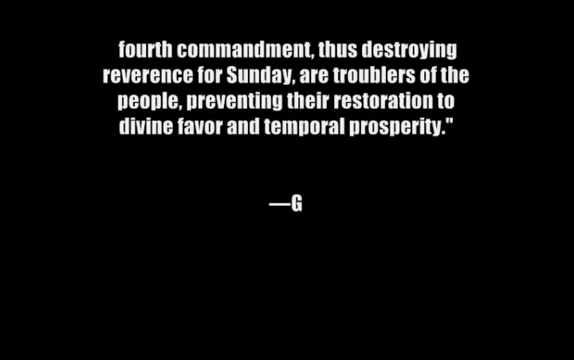 fourth commandment, thus destroying
reverence for Sunday, are troublers of the
people, preventing their restoration to
divine favor and temporal prosperity."
—G